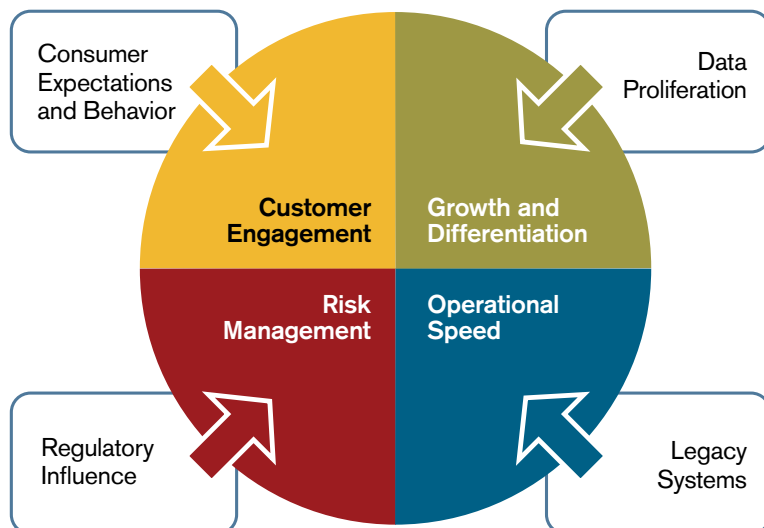 Consumer
Expectations
and Behavior
Data
Proliferation
Customer
Engagement
Growth and
Differentiation
Risk
Management
Operational
Speed
Regulatory
Influence
Legacy
Systems